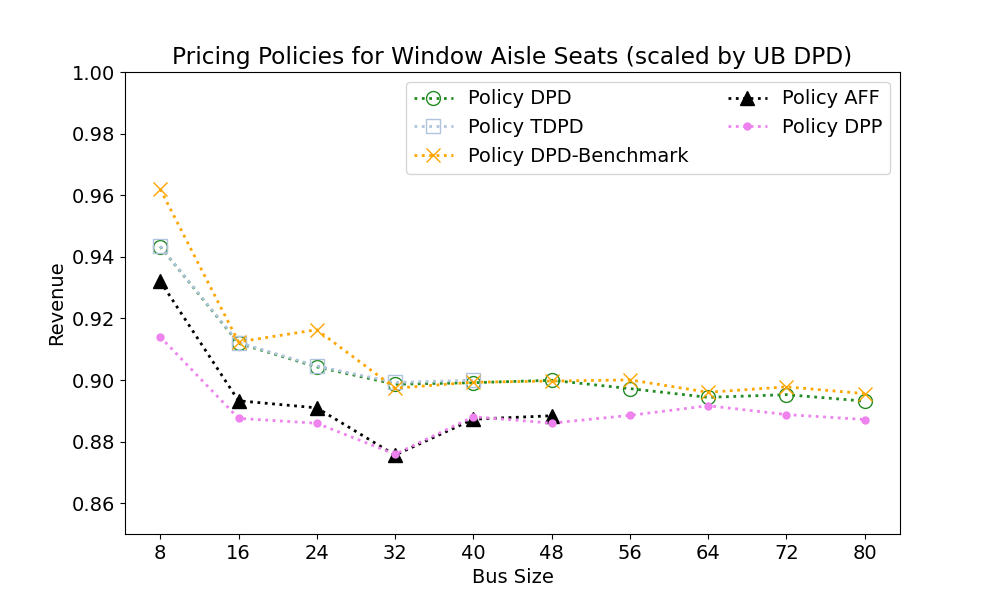 Pricing Policies for Window Aisle Seats (scaled by UB DPD)
1.00
0.98
0.96
0.94
0.92
0.90
0.88
0.86
Revenue
Policy DPD
Policy TDPD
Policy DPD-Benchmark
Policy AFF
Policy DPP
8 16 24 32 40 48 56 64 72 80
Bus Size